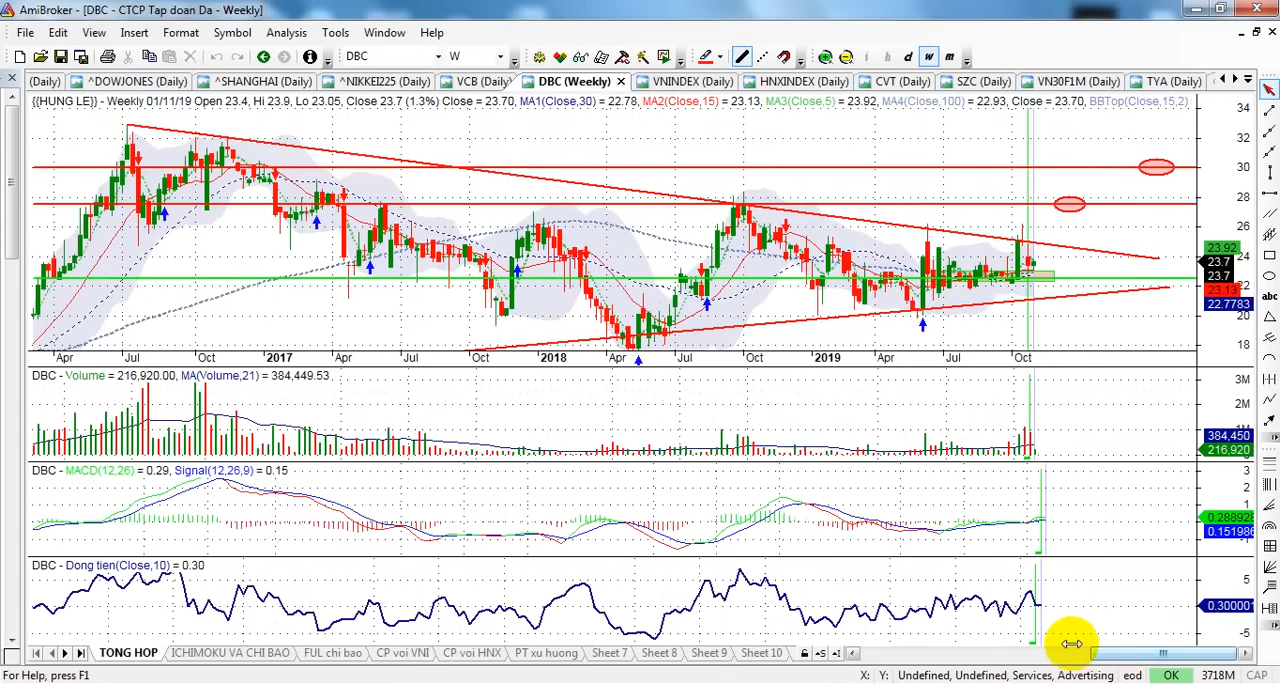 AmiBroker - [DBC - CTCP Tap doan Da - Weekly)]
File Edit View Insert Format Symbol Analysis Tools Window Help
DBC W i h d w m
(Daily) ^DOWJONES (Daily) ^SHANGHAI (Daily) ^NIKKEI225 (Daily) VCB (Daily) DBC (Weekly) VNINDEX (Daily) HNXINDEX (Daily) CVT (Daily) SZC (Daily) VN30F1M (Daily) TYA (Daily)
{{HUNG LE}} - Weekly 01/11/19 Open 23.4, Hi 23.9, Lo 23.05, Close 23.7 (1.3%) Close = 23.70, MA1(Close,30) = 22.78, MA2(Close,15) = 23.13, MA3(Close,5) = 23.92, MA4(Close,100) = 22.93, Close = 23.70, BBTop(Close,15,2)
34
32
30
28
26
24
22
20
18
23.92
23.7
23.7
23.13
22.7783
Apr Jul Oct 2017 Apr Jul Oct 2018 Apr Jul Oct 2019 Apr Jul Oct
DBC - Volume = 216,920.00, MA(Volume,21) = 384,449.53
3M
2M
384,450
216,920
DBC - MACD(12,26) = 0.29, Signal(12,26,9) = 0.15
3
2
1
0.288928
0.151986
DBC - Dong tien(Close,10) = 0.30
5
0.30001
-5
TONG HOP ICHIMOKU VA CHI BAO FUL chi bao CP voi VNI CP voi HNX PT xu huong Sheet 7 Sheet 8 Sheet 9 Sheet 10
For Help, press F1 X: Y: Undefined, Undefined, Services, Advertising eod OK 3718M CAP
abc